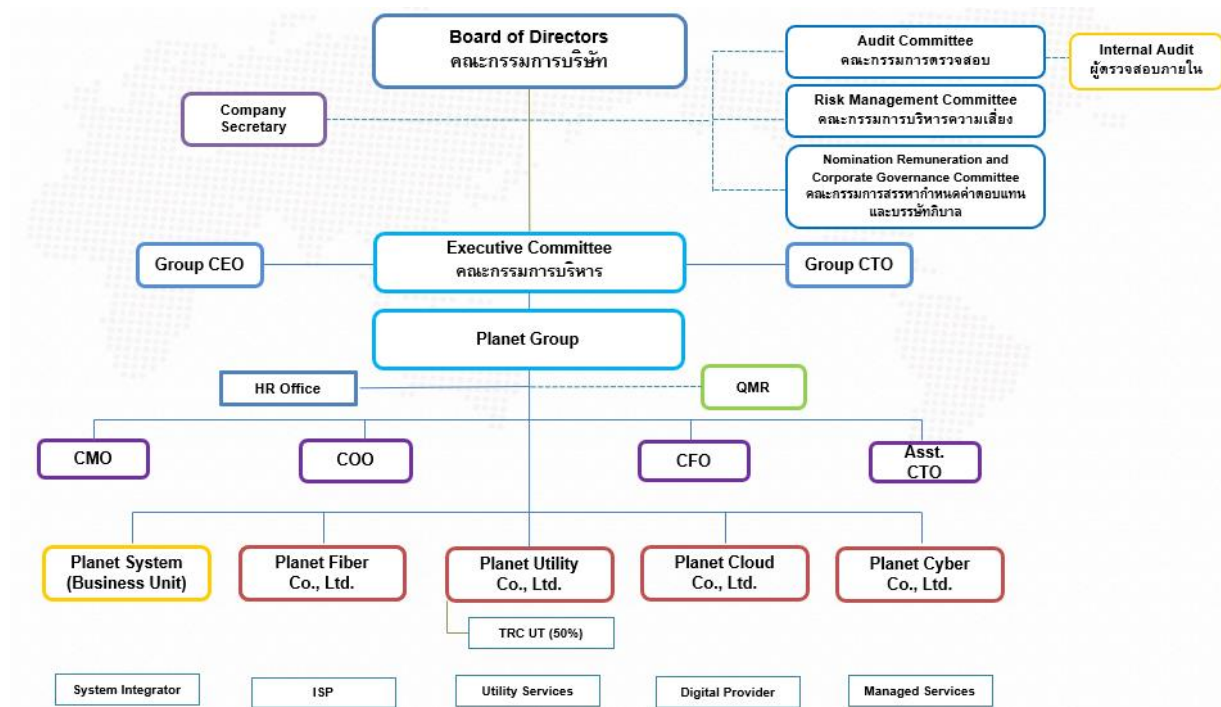 Board of Directors
คณะกรรมการบริษัท
Audit Committee
คณะกรรมการตรวจสอบ
Internal Audit
ผู้ตรวจสอบภายใน
Company
Secretary
Risk Management Committee
คณะกรรมการบริหารความเสี่ยง
Nomination Remuneration and
Corporate Governance Committee
คณะกรรมการสรรหากำหนดค่าตอบแทน
และบรรษัทภิบาล
Group CEO
Executive Committee
คณะกรรมการบริหาร
Group CTO
Planet Group
HR Office
QMR
CMO
COO
CFO
Asst.
CTO
Planet System
(Business Unit)
Planet Fiber
Co., Ltd.
Planet Utility
Co., Ltd.
Planet Cloud
Co., Ltd.
Planet Cyber
Co., Ltd.
TRC UT (50%)
System Integrator
ISP
Utility Services
Digital Provider
Managed Services